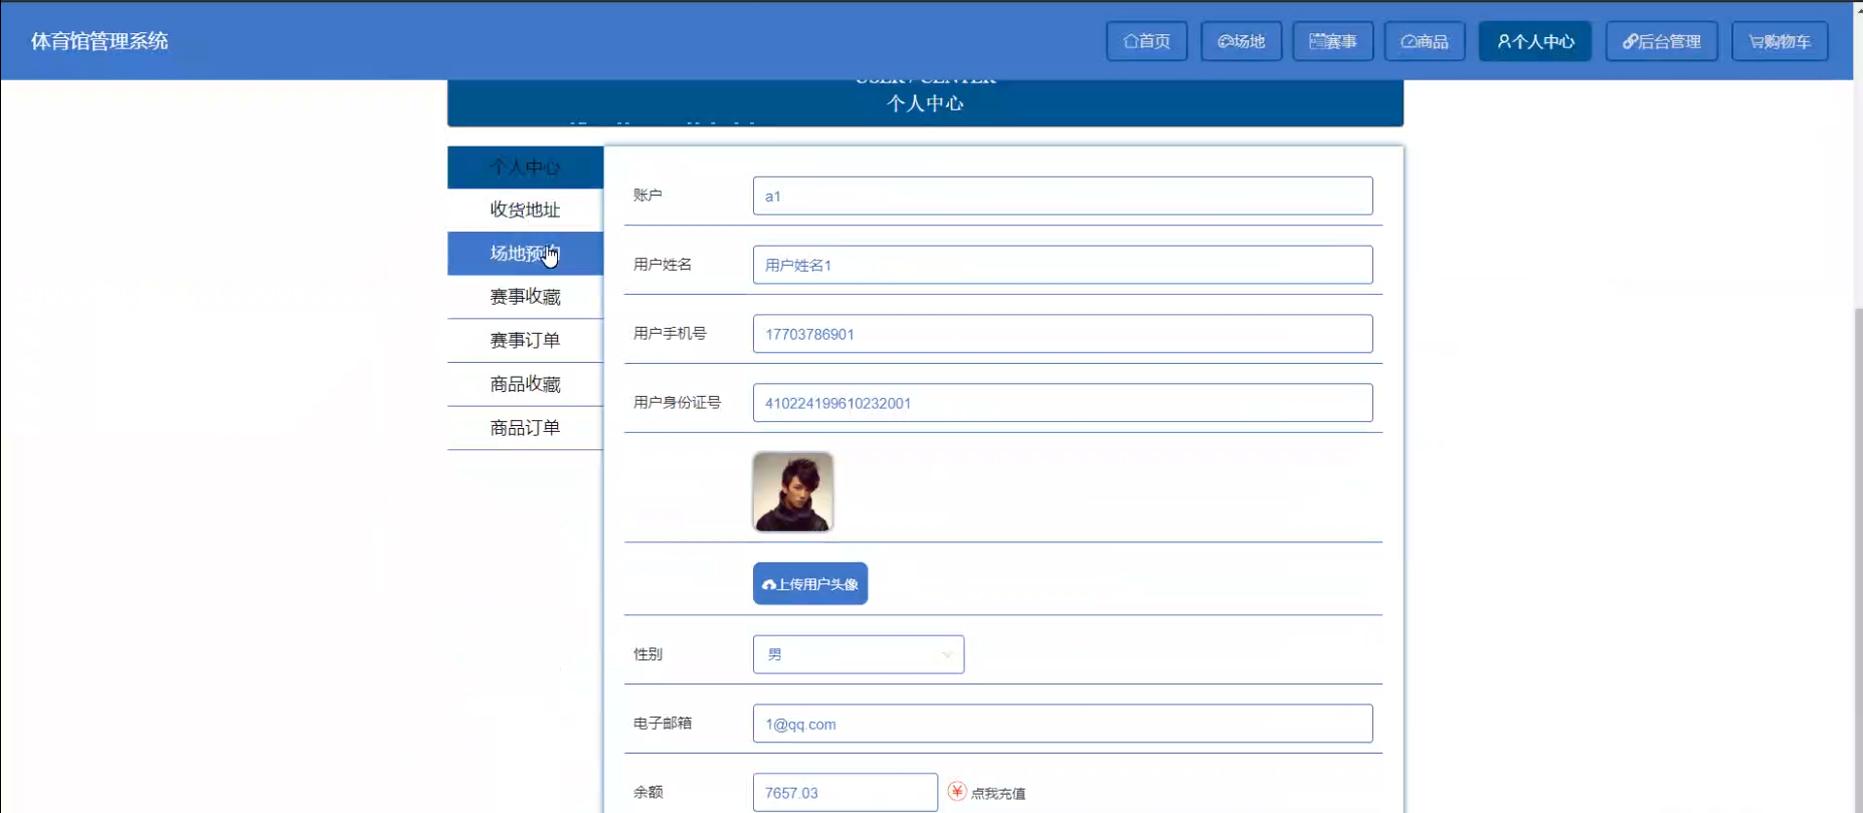 体育馆管理系统
首页
场地
赛事
商品
个人中心
后台管理
购物车
USER / CENTER
个人中心
个人中心
收货地址
场地预约
赛事收藏
赛事订单
商品收藏
商品订单
账户
a1
用户姓名
用户姓名1
用户手机号
17703786901
用户身份证号
410224199610232001
上传用户头像
性别
男
电子邮箱
1@qq.com
余额
7657.03
点我充值